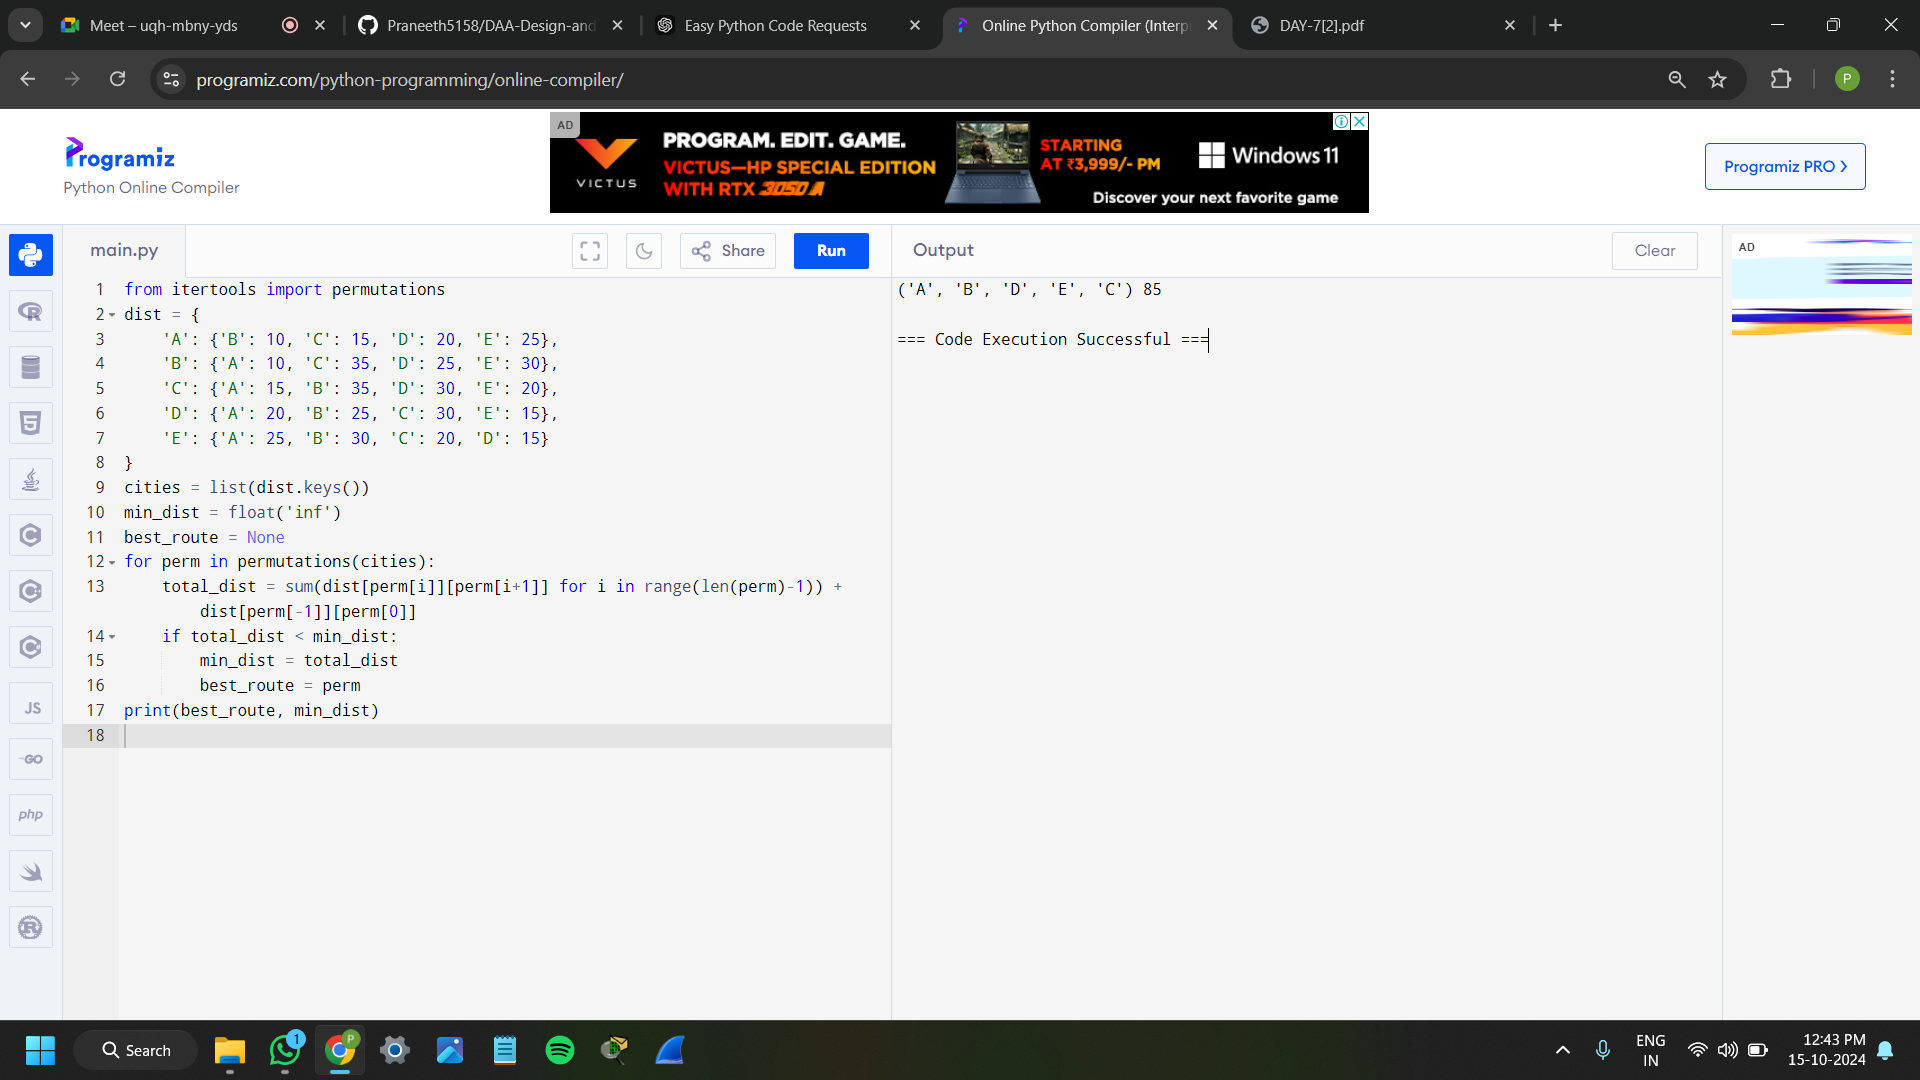 Meet – uqh-mbny-yds
Praneeth5158/DAA-Design-and
Easy Python Code Requests
Online Python Compiler (Interp
DAY-7[2].pdf
programiz.com/python-programming/online-compiler/
P
Programiz
Python Online Compiler
AD
VICTUS
PROGRAM. EDIT. GAME.
VICTUS—HP SPECIAL EDITION
WITH RTX 3050 A
STARTING
AT ₹3,999/- PM
Windows 11
Discover your next favorite game
Programiz PRO >
main.py
Share
Run
Output
Clear
AD
1 from itertools import permutations
2 dist = {
3     'A': {'B': 10, 'C': 15, 'D': 20, 'E': 25},
4     'B': {'A': 10, 'C': 35, 'D': 25, 'E': 30},
5     'C': {'A': 15, 'B': 35, 'D': 30, 'E': 20},
6     'D': {'A': 20, 'B': 25, 'C': 30, 'E': 15},
7     'E': {'A': 25, 'B': 30, 'C': 20, 'D': 15}
8 }
9 cities = list(dist.keys())
10 min_dist = float('inf')
11 best_route = None
12 for perm in permutations(cities):
13     total_dist = sum(dist[perm[i]][perm[i+1]] for i in range(len(perm)-1)) +
        dist[perm[-1]][perm[0]]
14     if total_dist < min_dist:
15         min_dist = total_dist
16         best_route = perm
17 print(best_route, min_dist)
18
('A', 'B', 'D', 'E', 'C') 85
=== Code Execution Successful ===
JS
GO
php
Search
1
P
ENG
IN
12:43 PM
15-10-2024